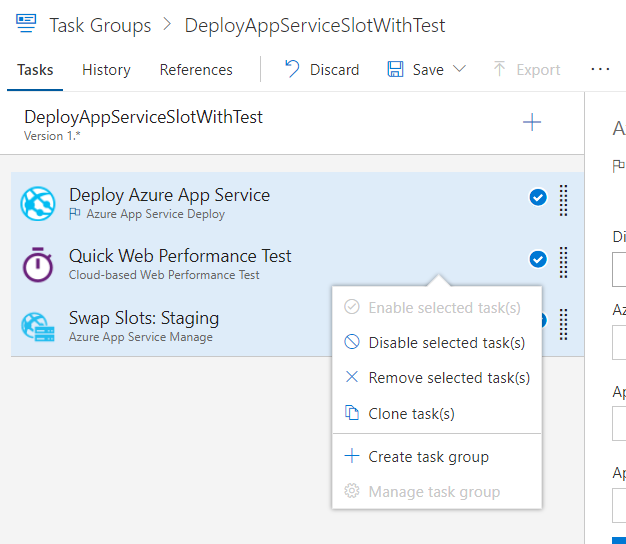 Task Groups > DeployAppServiceSlotWithTest
Tasks History References Discard Save Export ...
DeployAppServiceSlotWithTest
Version 1.*
A
Deploy Azure App Service
Azure App Service Deploy
Quick Web Performance Test
Cloud-based Web Performance Test
Di
Enable selected task(s)
Swap Slots: Staging
Az
Azure App Service Manage
Disable selected task(s)
Remove selected task(s)
Ap
Clone task(s)
Create task group
Ap
Manage task group